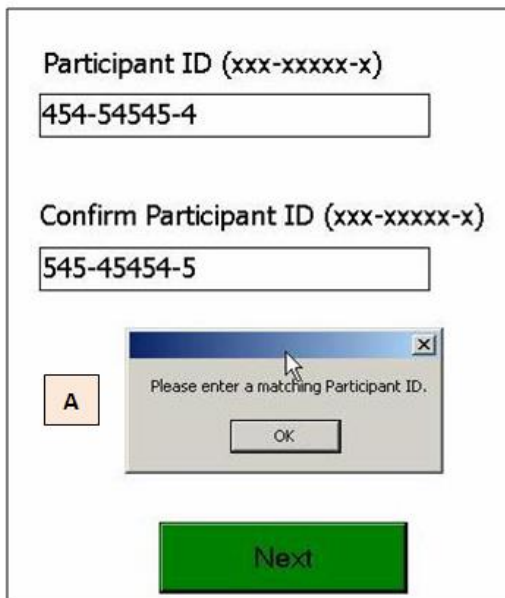 Participant ID (xxx-xxxxx-x)
454-54545-4
Confirm Participant ID (xxx-xxxxx-x)
545-45454-5
A
Please enter a matching Participant ID.
OK
Next